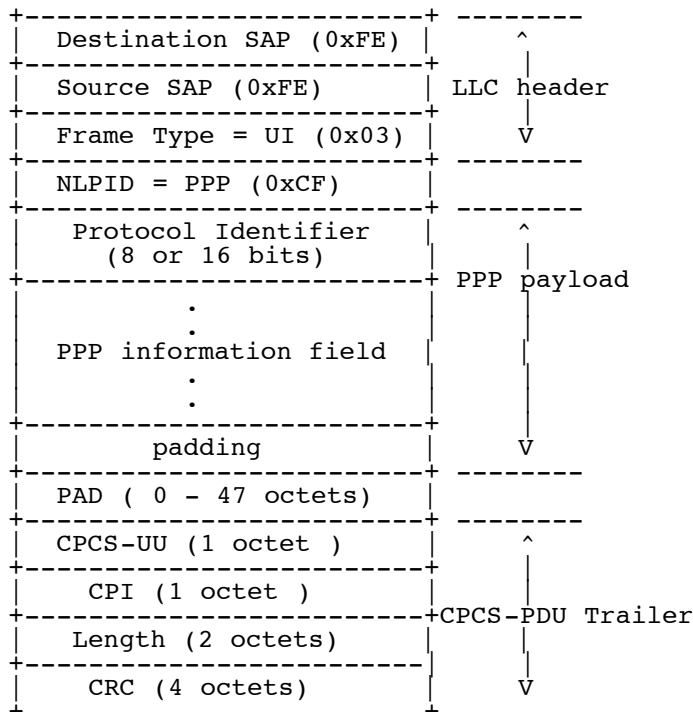 Destination SAP (0xFE)
Source SAP (0xFE) LLC header
Frame Type = UI (0x03)
NLPID = PPP (0xCF)
Protocol Identifier
(8 or 16 bits)
PPP payload
.
.
PPP information field
.
.
padding
PAD ( 0 - 47 octets)
CPCS-UU (1 octet )
CPI (1 octet )
CPCS-PDU Trailer
Length (2 octets)
CRC (4 octets)